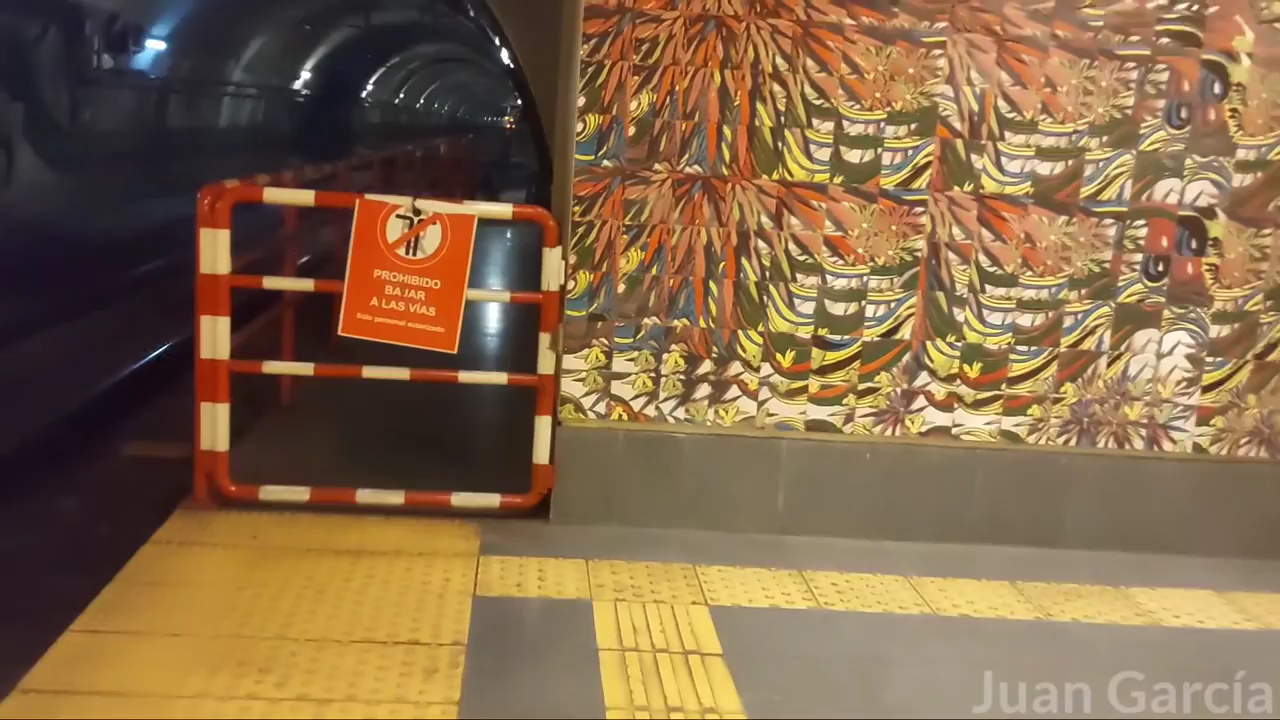 PROHIBIDO
BAJAR
A LAS VÍAS
Sólo personal autorizado
Juan García